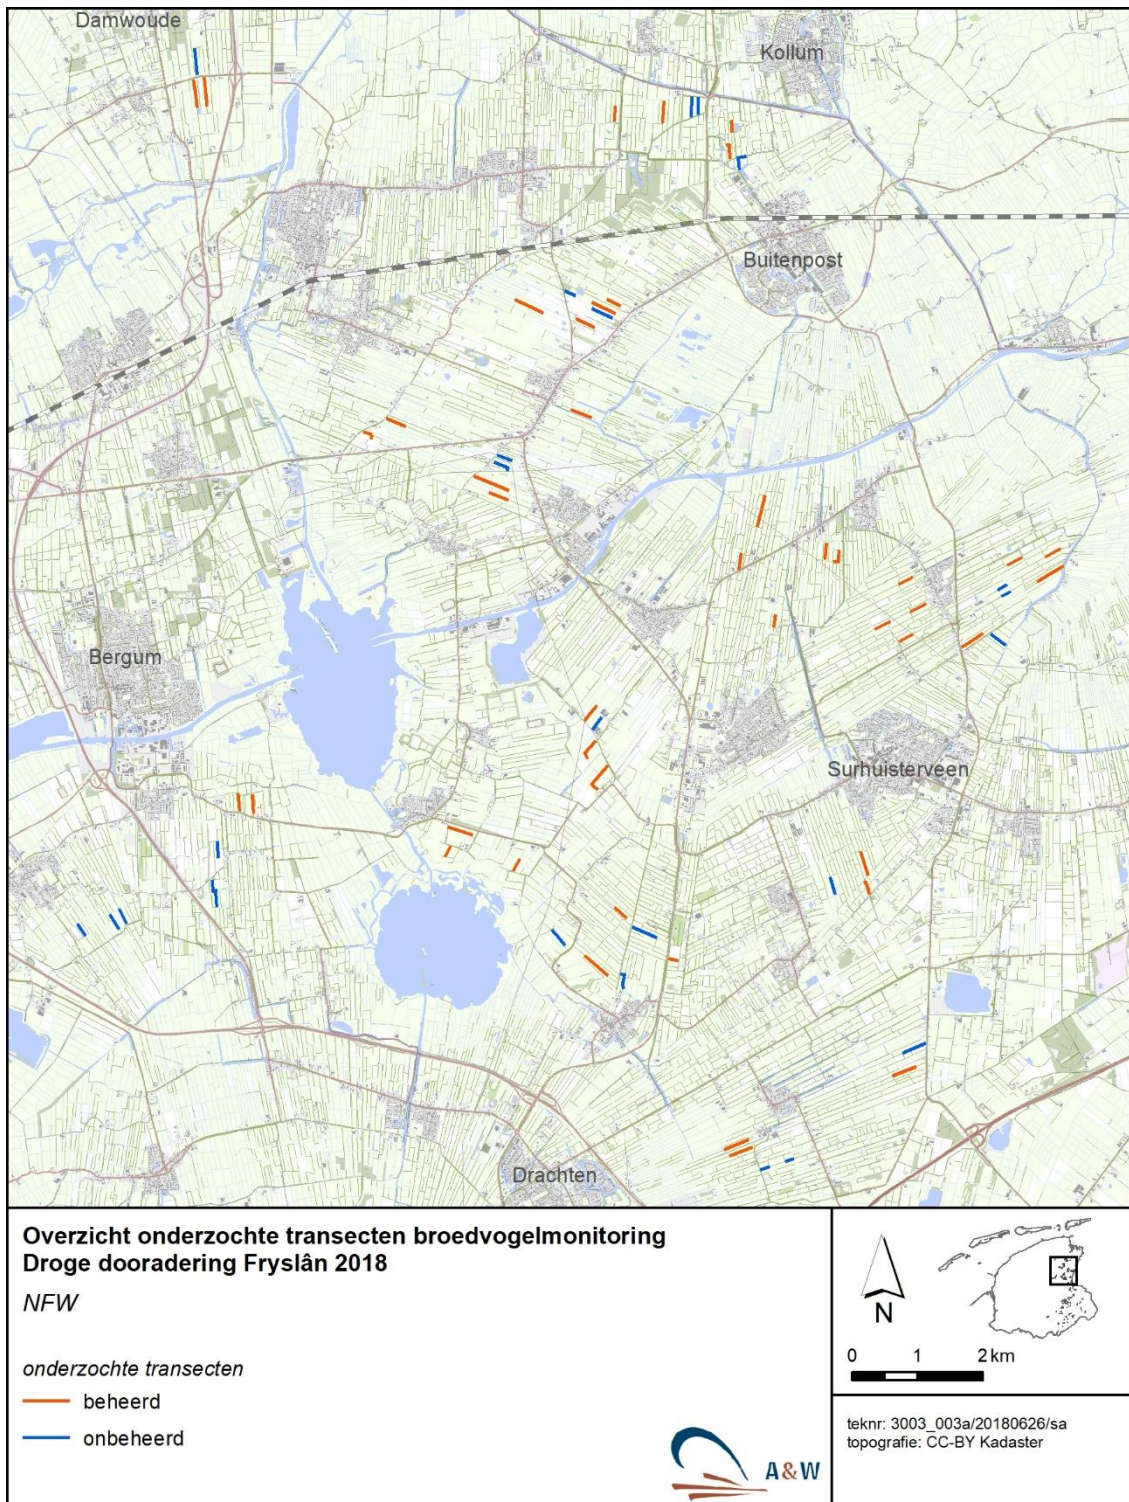 Damwoude
Kollum
Buitenpost
Bergum
Surhuisterveen
Drachten
Overzicht onderzochte transecten broedvogelmonitoring
Droge dooradering Fryslân 2018
NFW
onderzochte transecten
beheerd
onbeheerd
A&W
N
0 1 2 km
teknr: 3003_003a/20180626/sa
topografie: CC-BY Kadaster